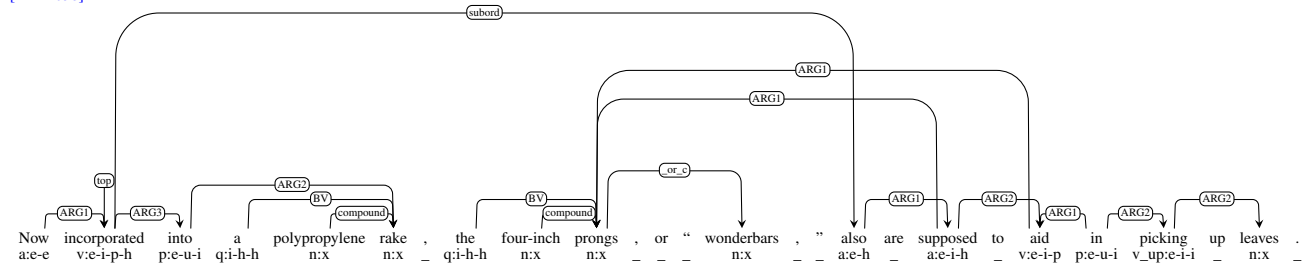 subord
ARG1
ARG1
_or_c
top
ARG2
BV BV ARG1 ARG2
ARG1 ARG3 compound compound ARG2 ARG1 ARG2
Now incorporated into a polypropylene rake , the four-inch prongs , or “ wonderbars , ” also are supposed to aid in picking up leaves .
a:e-e v:e-i-p-h p:e-u-i q:i-h-h n:x n:x _ q:i-h-h n:x n:x _ _ _ n:x _ _ a:e-h _ a:e-i-h _ v:e-i-p p:e-u-i v_up:e-i-i _ n:x _